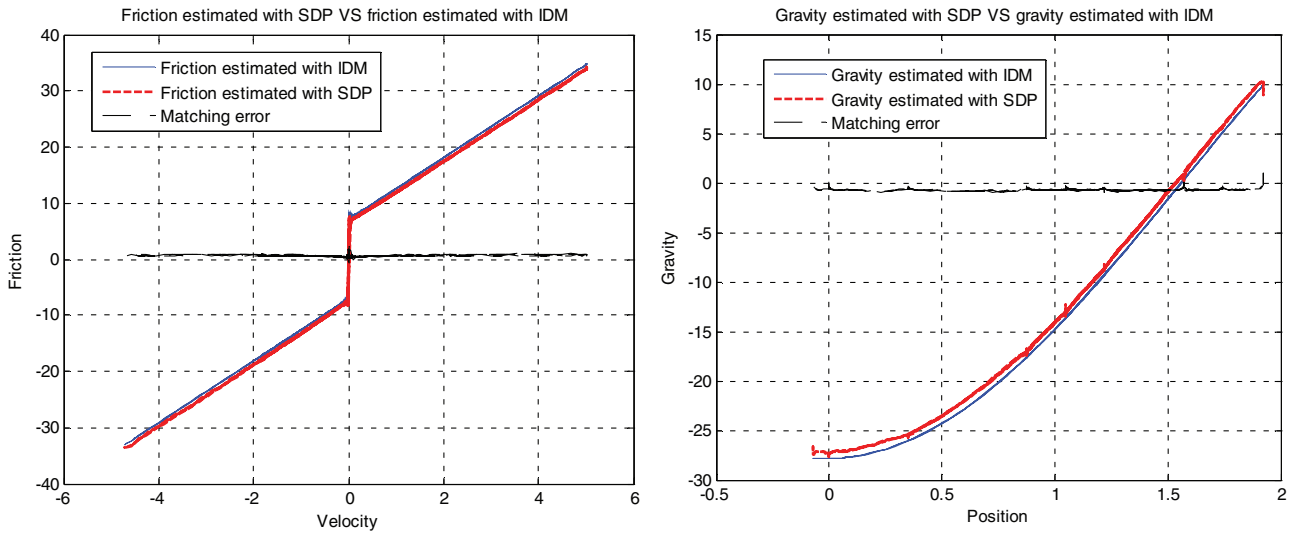 Friction estimated with SDP VS friction estimated with IDM
40
30
20
10
0
-10
-20
-30
-40
Friction
Friction estimated with IDM
Friction estimated with SDP
Matching error
-6
-4
-2
0
2
4
6
Velocity
Gravity estimated with SDP VS gravity estimated with IDM
15
10
5
0
-5
-10
-15
-20
-25
-30
Gravity
Gravity estimated with IDM
Gravity estimated with SDP
Matching error
-0.5
0
0.5
1
1.5
2
Position